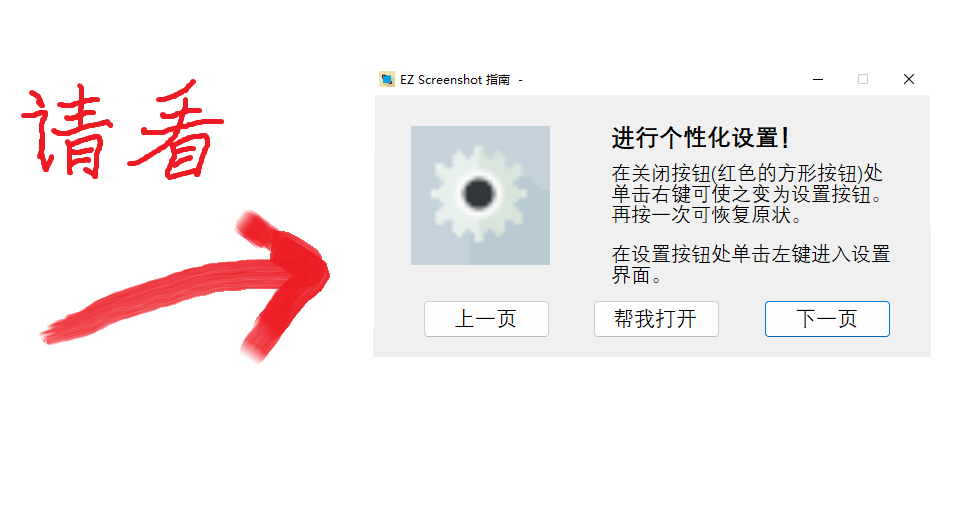 请看
EZ Screenshot 指南 -
进行个性化设置!
在关闭按钮(红色的方形按钮)处
单击右键可使之变为设置按钮。
再按一次可恢复原状。
在设置按钮处单击左键进入设置
界面。
上一页
帮我打开
下一页